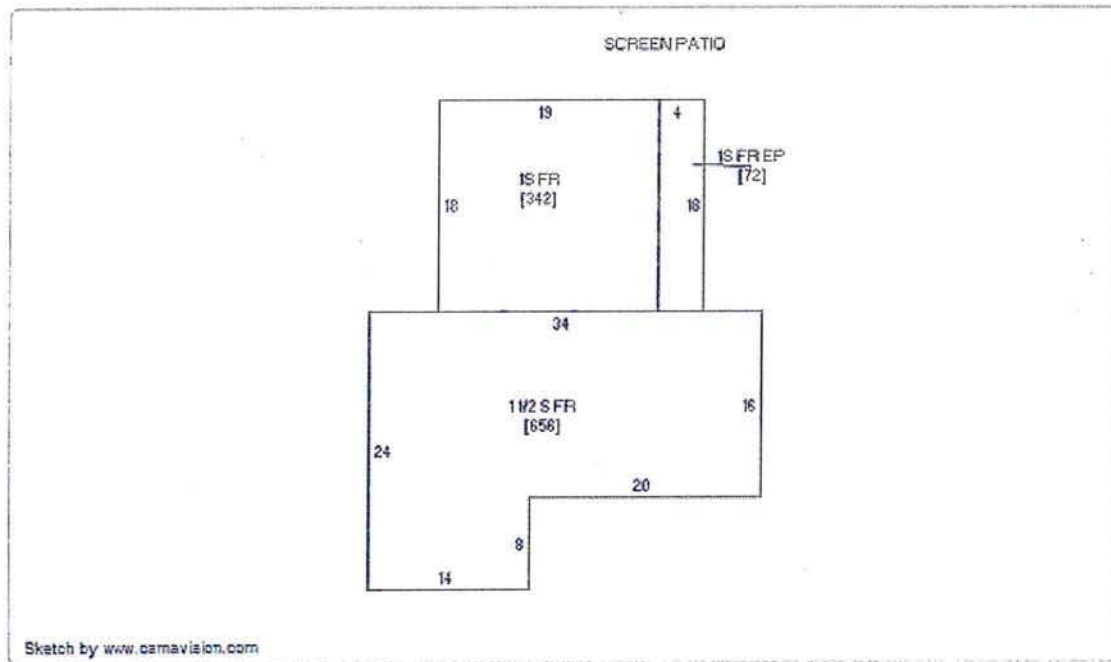 SCREEN PATIO
19
4
1S FR EP
[72]
1S FR
[342]
18
18
34
1 1/2 S FR
[656]
16
24
20
8
14
Sketch by www.camavision.com